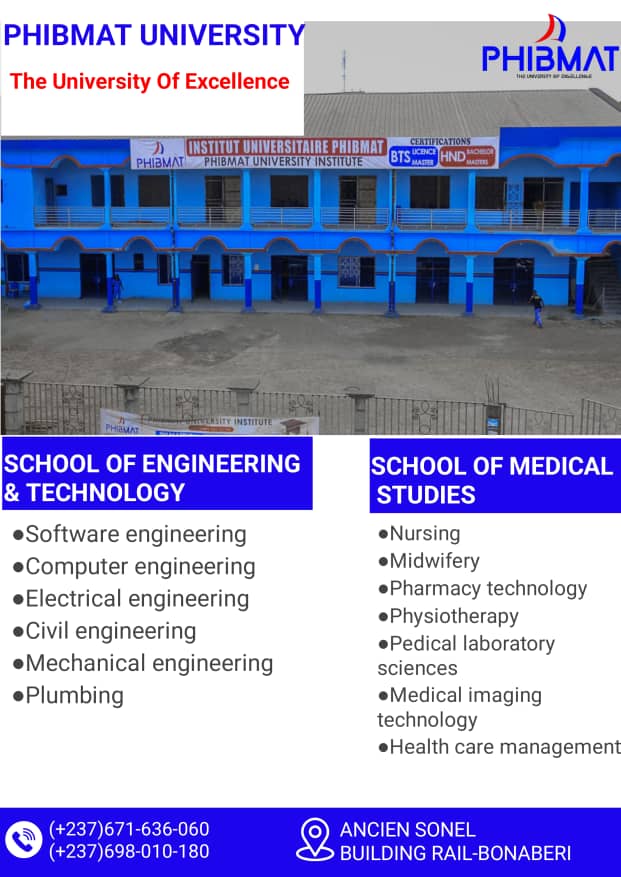 PHIBMAT UNIVERSITY
The University Of Excellence
PHIBMAT
THE UNIVERSITY OF EXCELLENCE
PHIBMAT
INSTITUT UNIVERSITAIRE PHIBMAT
PHIBMAT UNIVERSITY INSTITUTE
CERTIFICATIONS
BTS LICENCE MASTER
HND BACHELOR MASTERS
PHIBMAT
UNIVERSITY INSTITUTE
SCHOOL OF ENGINEERING
& TECHNOLOGY
●Software engineering
●Computer engineering
●Electrical engineering
●Civil engineering
●Mechanical engineering
●Plumbing
SCHOOL OF MEDICAL
STUDIES
●Nursing
●Midwifery
●Pharmacy technology
●Physiotherapy
●Pedical laboratory
sciences
●Medical imaging
technology
●Health care management
(+237)671-636-060
(+237)698-010-180
ANCIEN SONEL
BUILDING RAIL-BONABERI